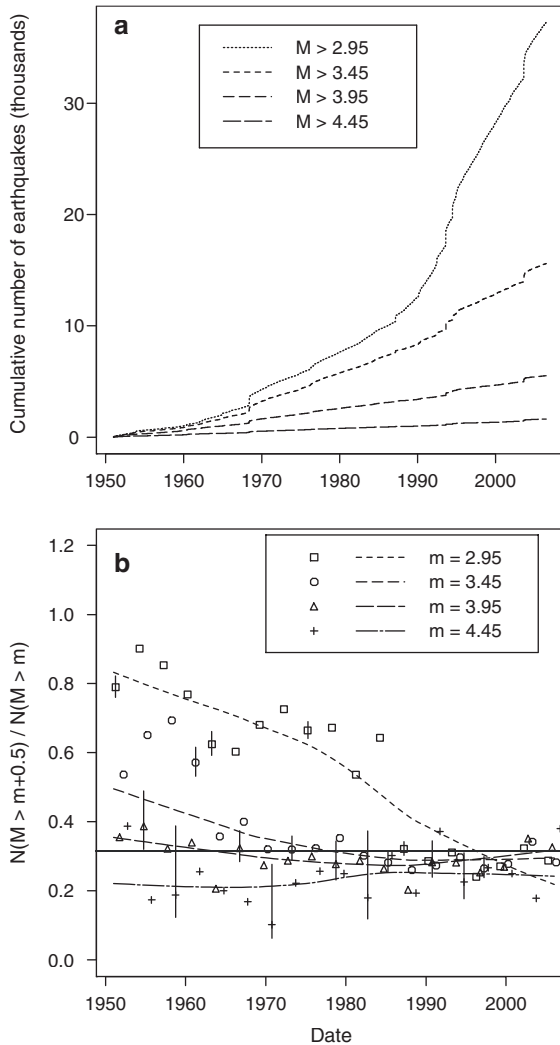 a
M > 2.95
M > 3.45
M > 3.95
M > 4.45
Cumulative number of earthquakes (thousands)
30
20
10
0
1950 1960 1970 1980 1990 2000
b
m = 2.95
m = 3.45
m = 3.95
m = 4.45
N(M > m+0.5) / N(M > m)
1.2
1.0
0.8
0.6
0.4
0.2
0.0
1950 1960 1970 1980 1990 2000
Date